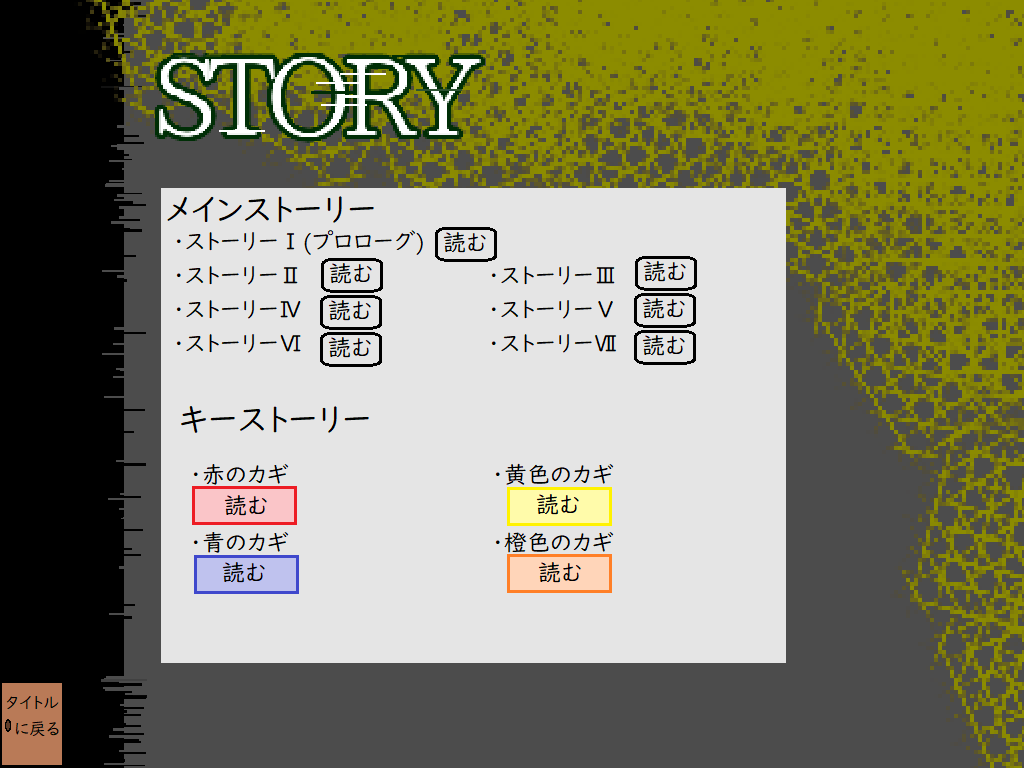 STORY
メインストーリー
・ストーリーⅠ(プロローグ) 読む
・ストーリーⅡ 読む ・ストーリーⅢ 読む
・ストーリーⅣ 読む ・ストーリーⅤ 読む
・ストーリーⅥ 読む ・ストーリーⅦ 読む
キーストーリー
・赤のカギ ・黄色のカギ
読む 読む
・青のカギ ・橙色のカギ
読む 読む
タイトル
に戻る